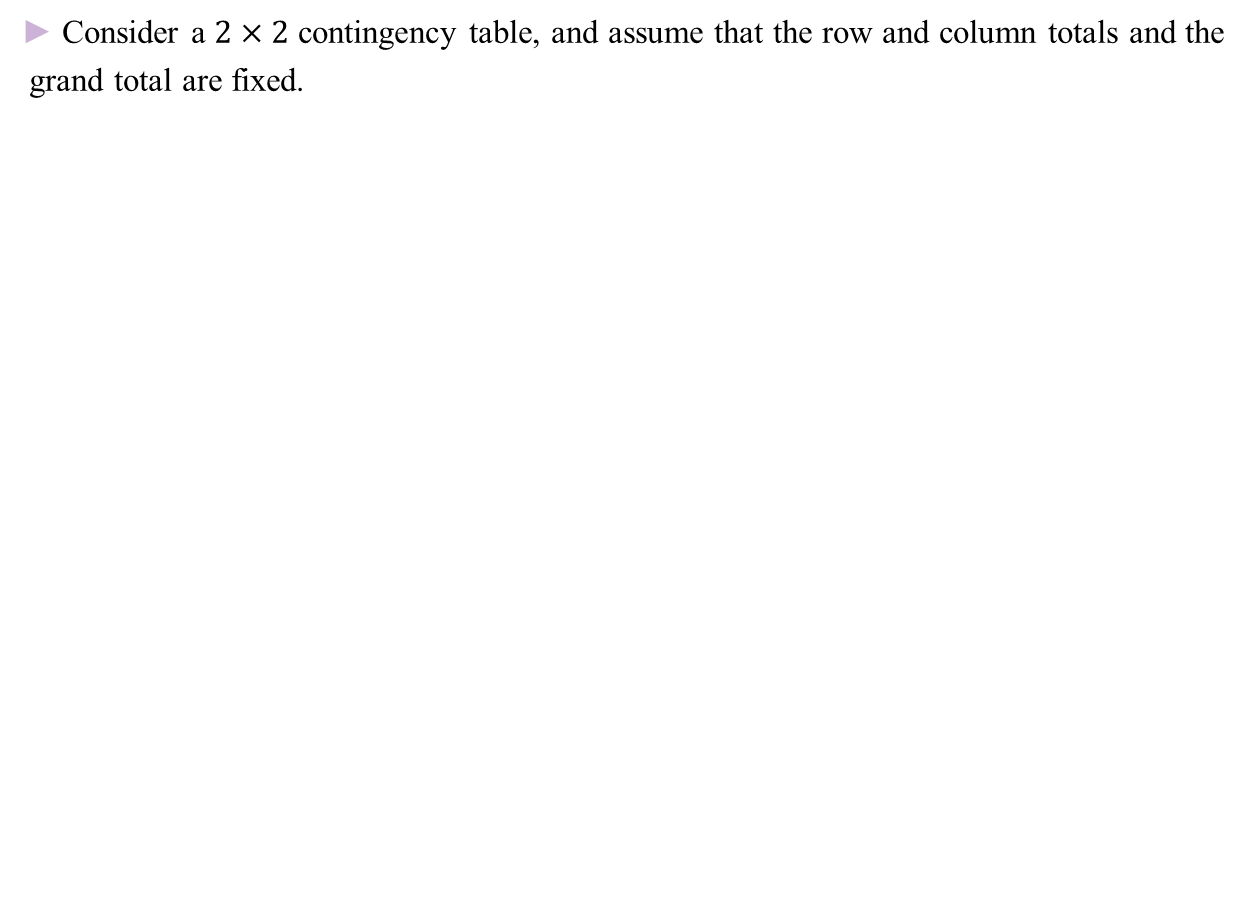 ▶ Consider a 2 × 2 contingency table, and assume that the row and column totals and the
grand total are fixed.